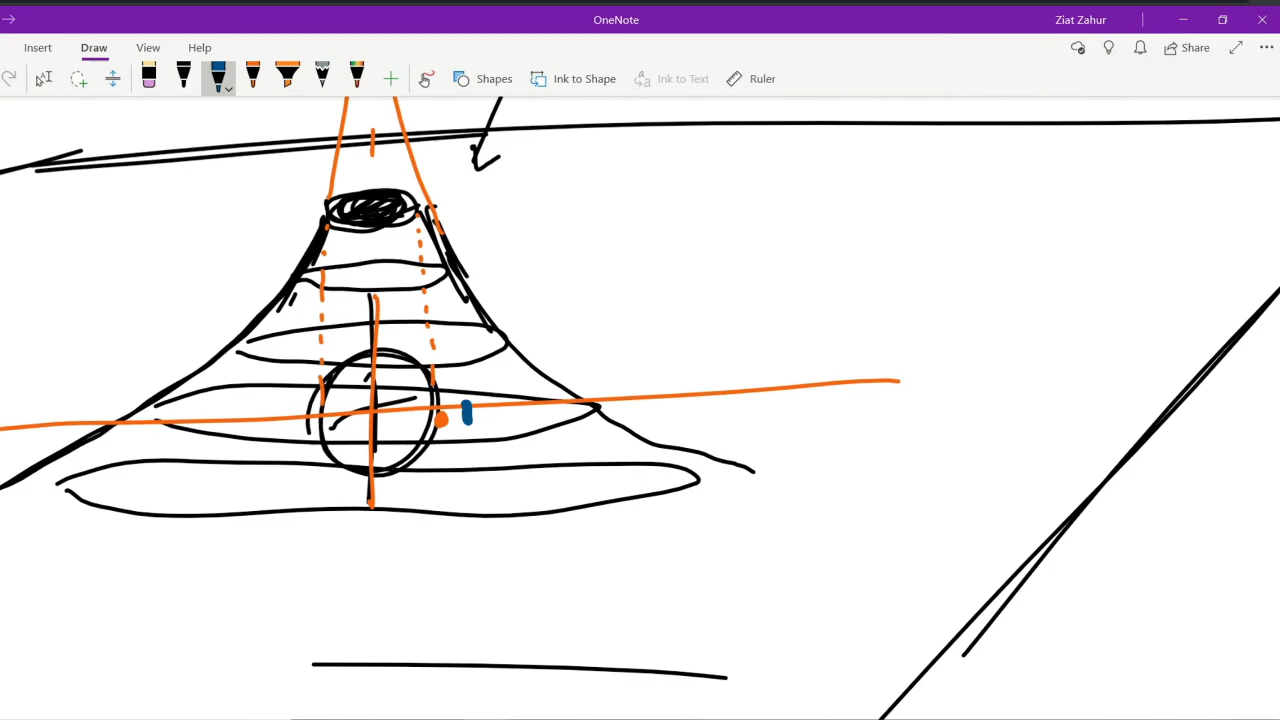 OneNote
Ziat Zahur
Insert
Draw
View
Help
Share
Shapes
Ink to Shape
Ink to Text
Ruler